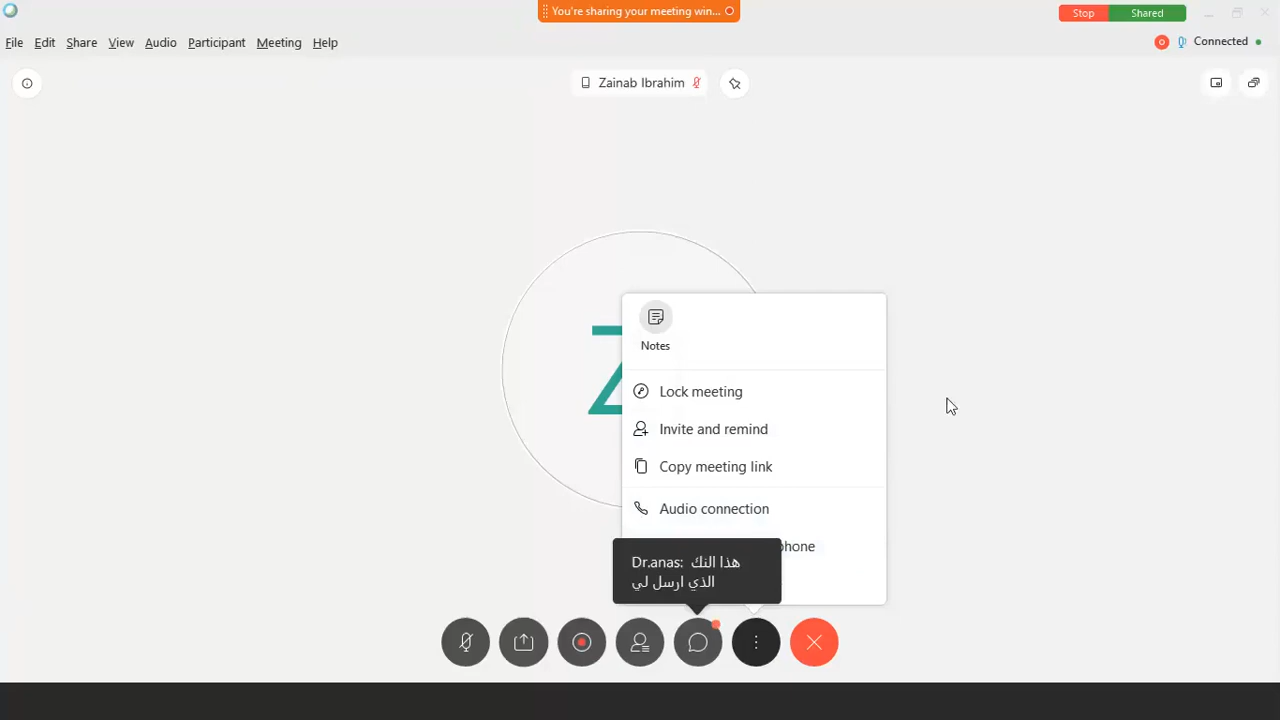 You're sharing your meeting win...
Stop
Shared
File Edit Share View Audio Participant Meeting Help
Connected
Zainab Ibrahim
Z
Notes
Lock meeting
Invite and remind
Copy meeting link
Audio connection
phone
Dr.anas: هذا النك
الذي ارسل لي